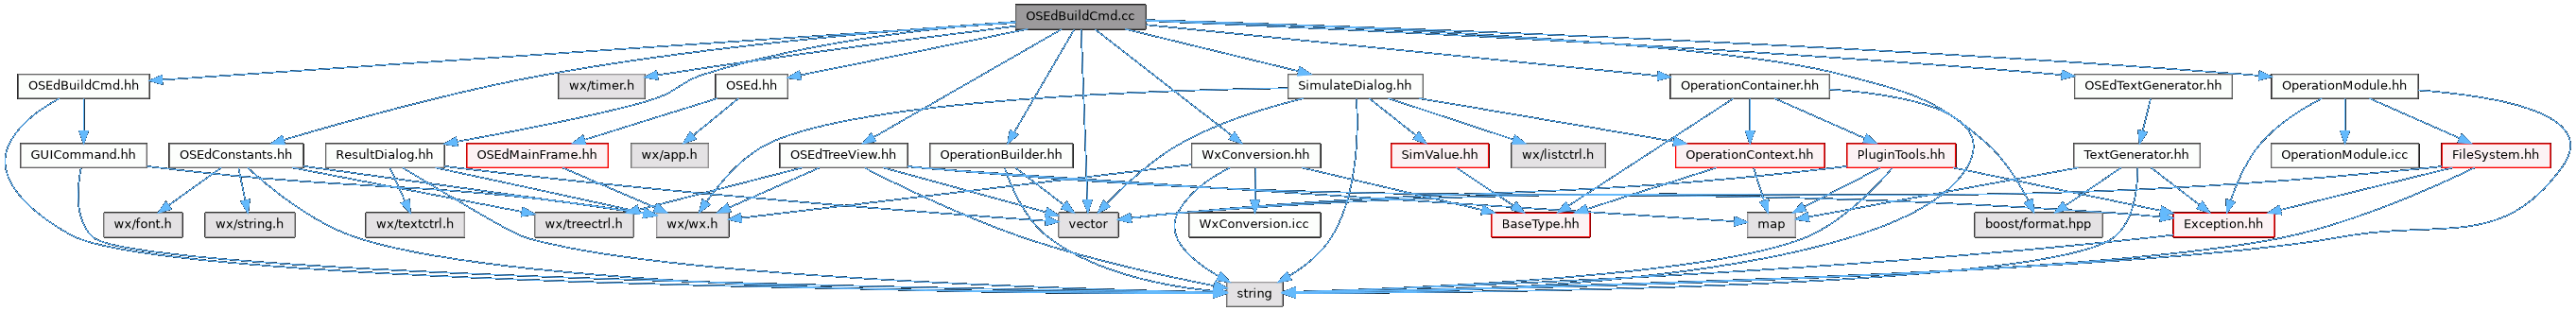 OSEdBuildCmd.cc
OSEdBuildCmd.hh
wx/timer.h
OSEd.hh
SimulateDialog.hh
OperationContainer.hh
OSEdTextGenerator.hh
OperationModule.hh
GUICommand.hh
OSEdConstants.hh
ResultDialog.hh
OSEdMainFrame.hh
wx/app.h
OSEdTreeView.hh
OperationBuilder.hh
WxConversion.hh
SimValue.hh
wx/listctrl.h
OperationContext.hh
PluginTools.hh
TextGenerator.hh
OperationModule.icc
FileSystem.hh
wx/font.h
wx/string.h
wx/textctrl.h
wx/treectrl.h
wx/wx.h
vector
WxConversion.icc
BaseType.hh
map
boost/format.hpp
Exception.hh
string